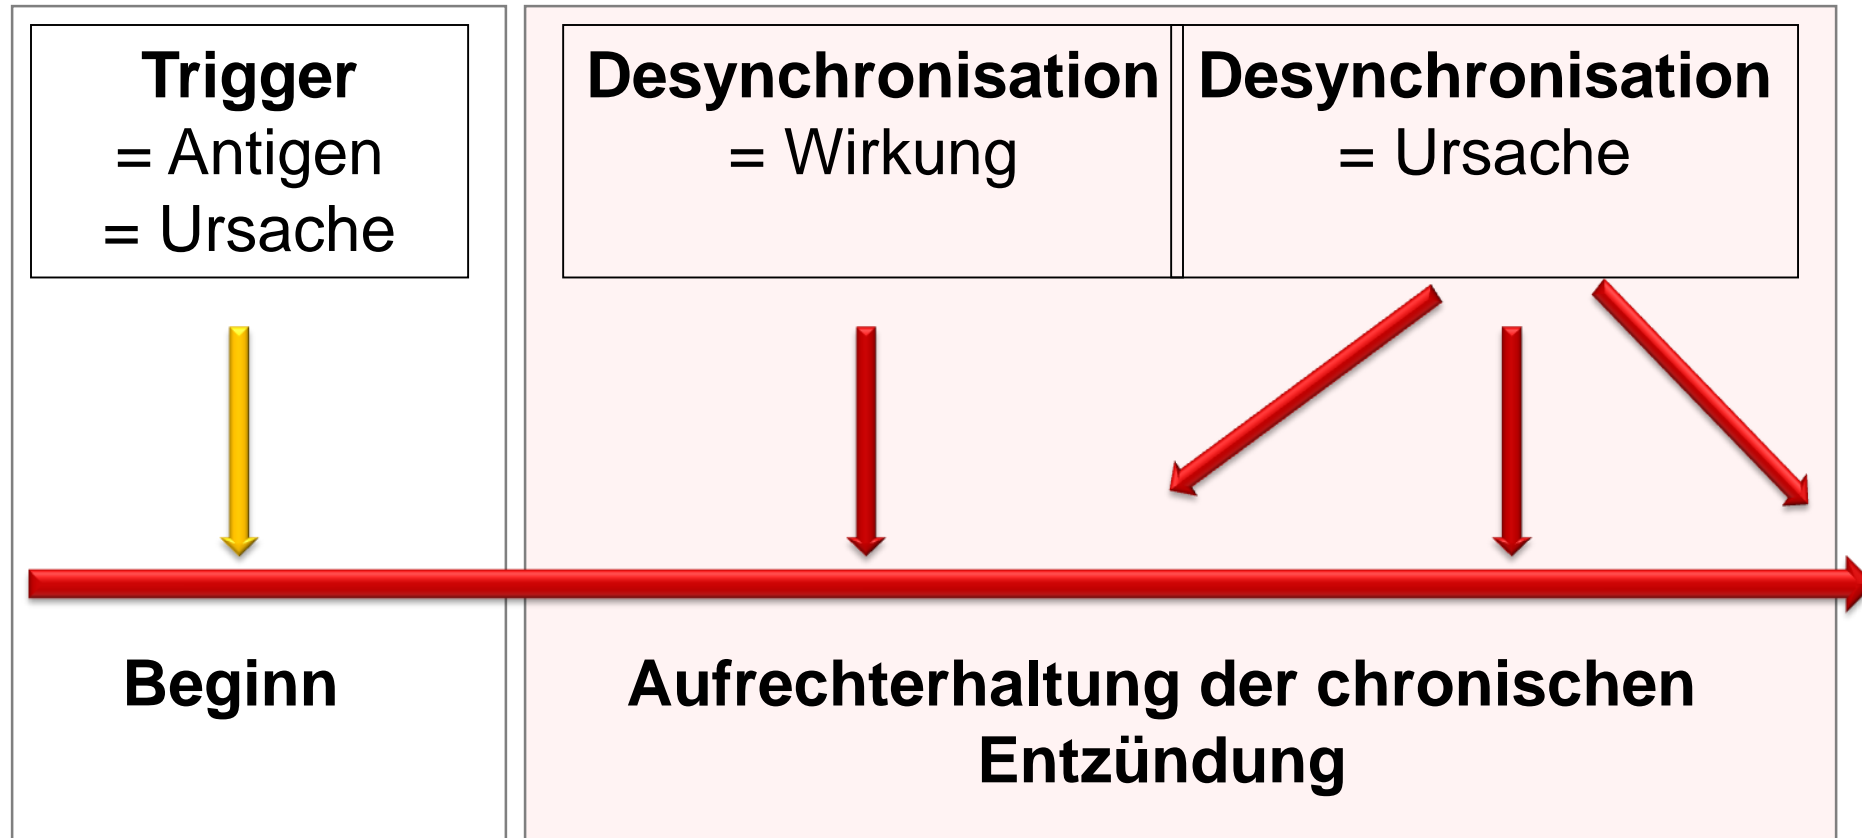 Trigger
= Antigen
= Ursache
Desynchronisation
= Wirkung
Desynchronisation
= Ursache
Beginn
Aufrechterhaltung der chronischen
Entzündung